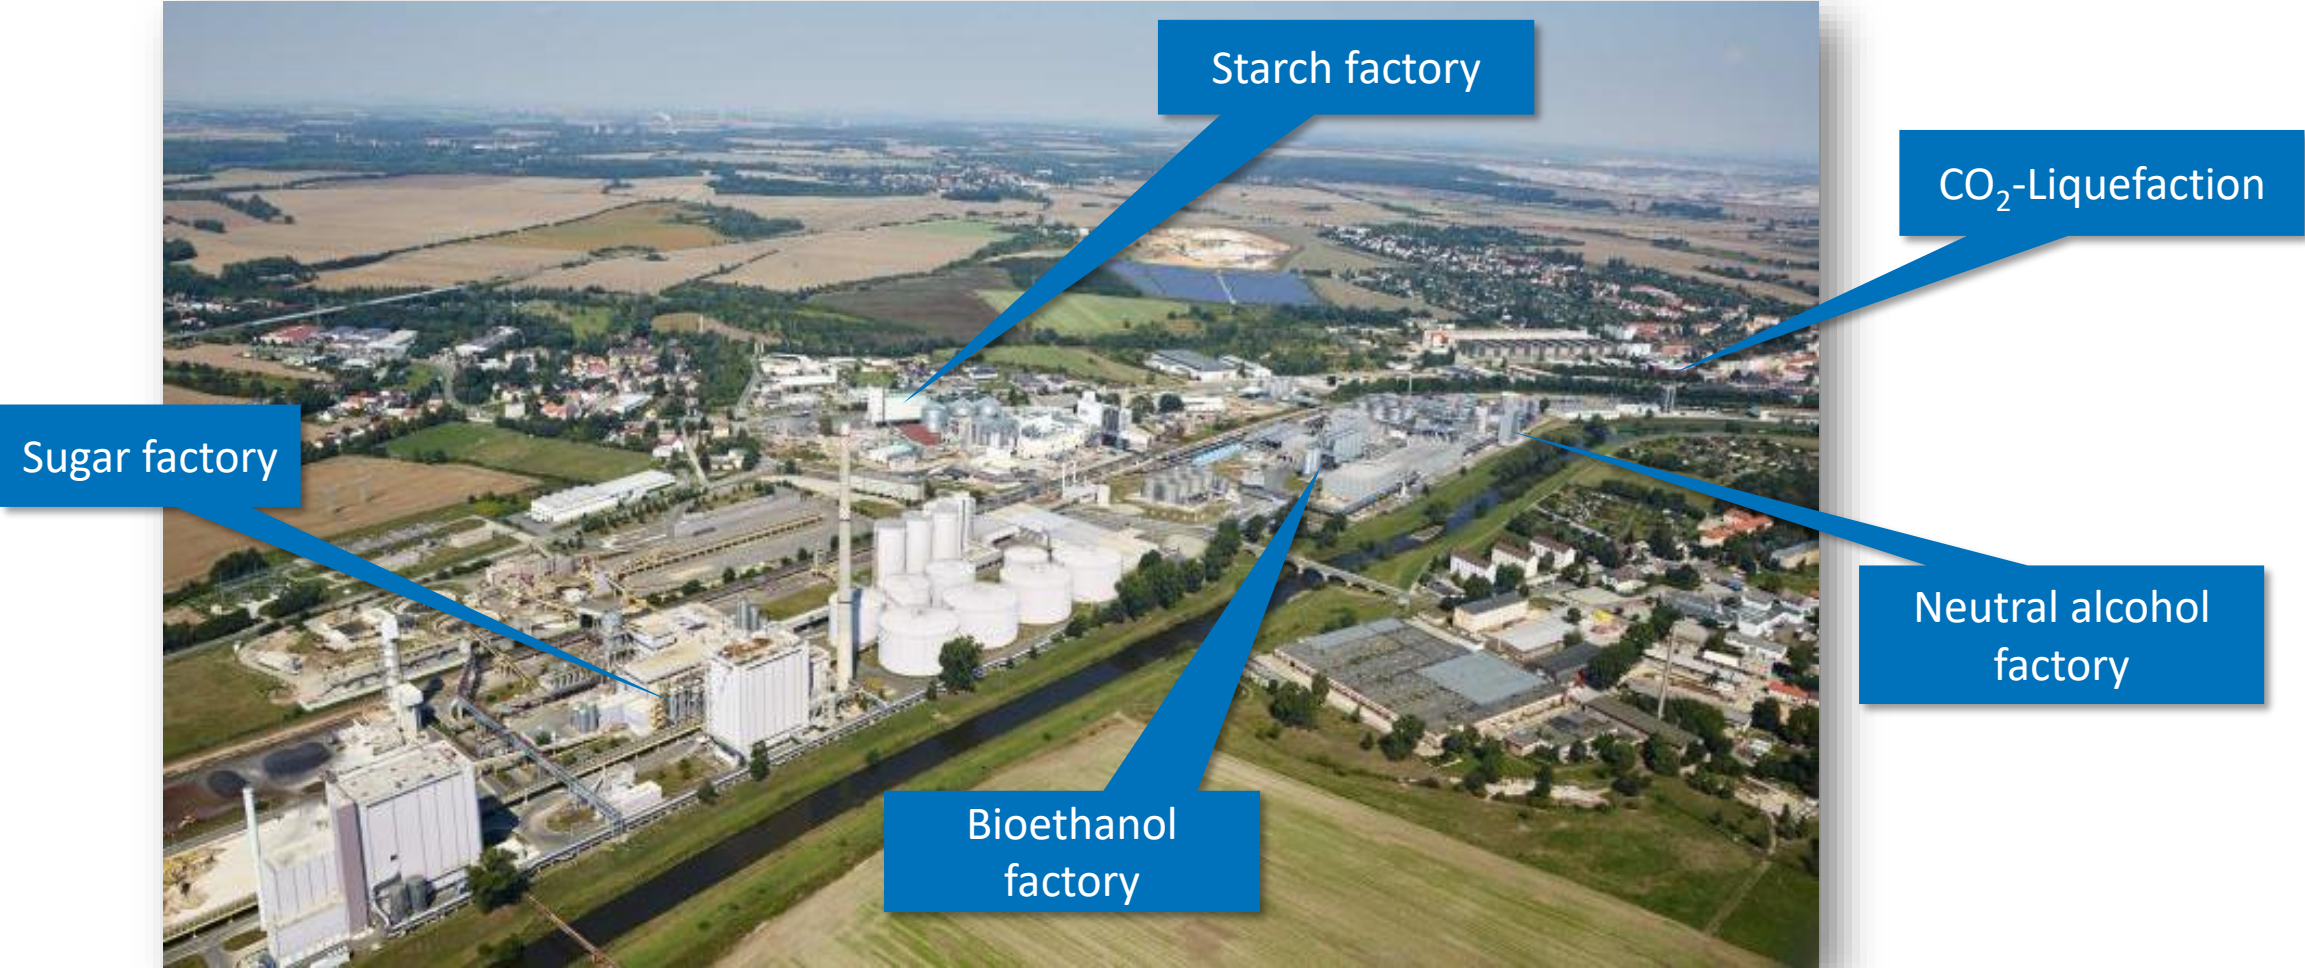 Starch factory
CO₂-Liquefaction
Sugar factory
Neutral alcohol
factory
Bioethanol
factory